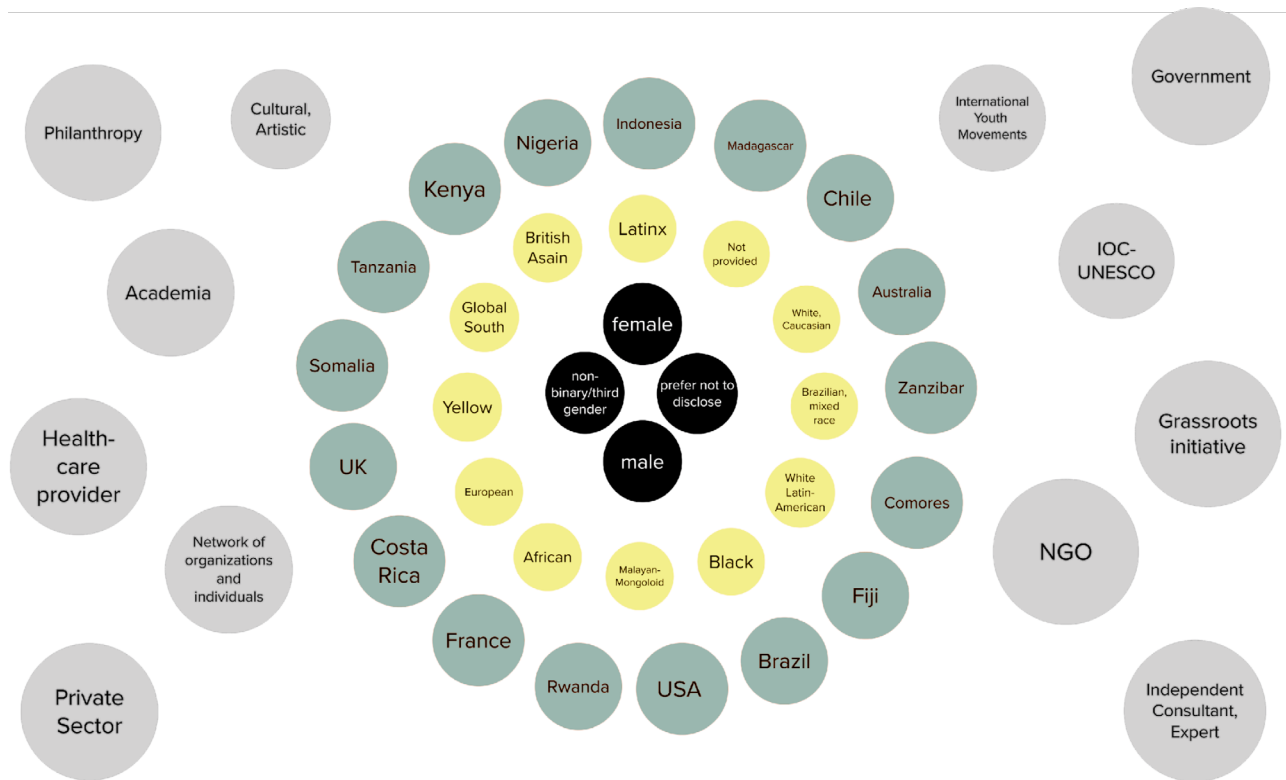 Government
Philanthropy
Cultural,
Artistic
International
Youth
Movements
Indonesia
Nigeria
Madagascar
Kenya
Chile
Latinx
British
Asain
Not
provided
IOC-
UNESCO
Tanzania
Academia
Australia
Global
South
White,
Caucasian
female
Somalia
Zanzibar
non-
binary/third
gender
prefer not to
disclose
Yellow
Brazilian,
mixed
race
Grassroots
initiative
Health-
care
provider
UK
male
European
White
Latin-
American
Comores
NGO
Costa
Rica
African
Malayan-
Mongoloid
Black
Network of
organizations
and
individuals
Fiji
France
Brazil
Rwanda
USA
Private
Sector
Independent
Consultant,
Expert